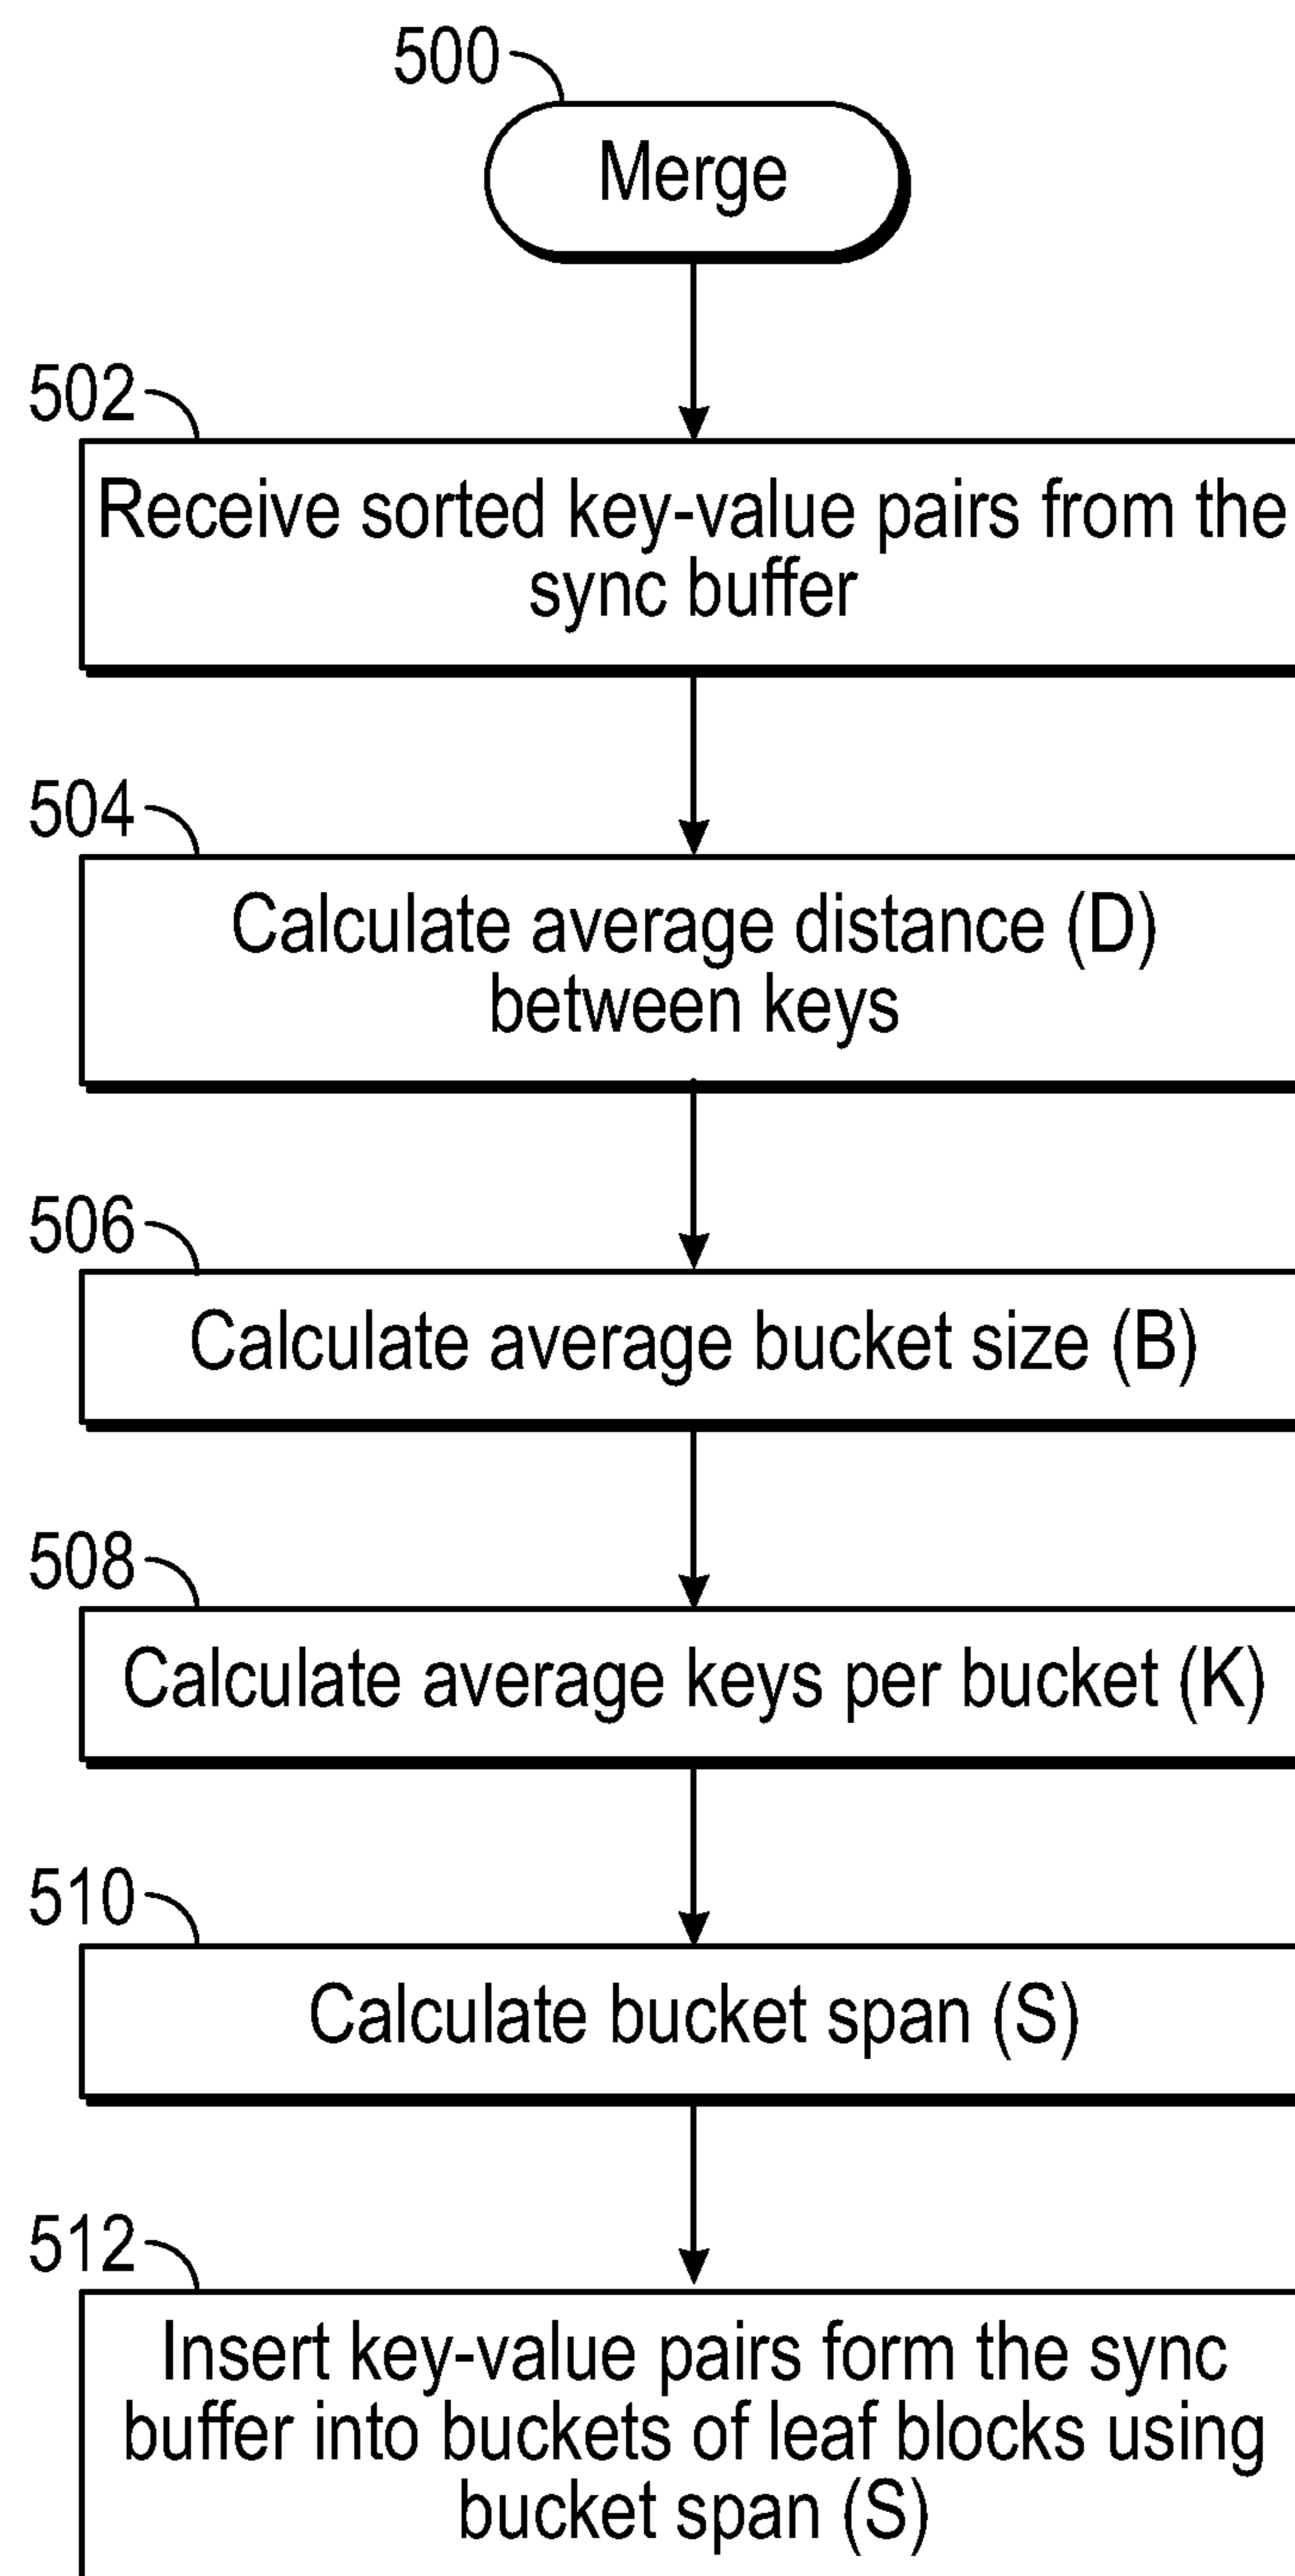 500
Merge
502
Receive sorted key-value pairs from the
sync buffer
504
Calculate average distance (D)
between keys
506
Calculate average bucket size (B)
508
Calculate average keys per bucket (K)
510
Calculate bucket span (S)
512
Insert key-value pairs form the sync
buffer into buckets of leaf blocks using
bucket span (S)